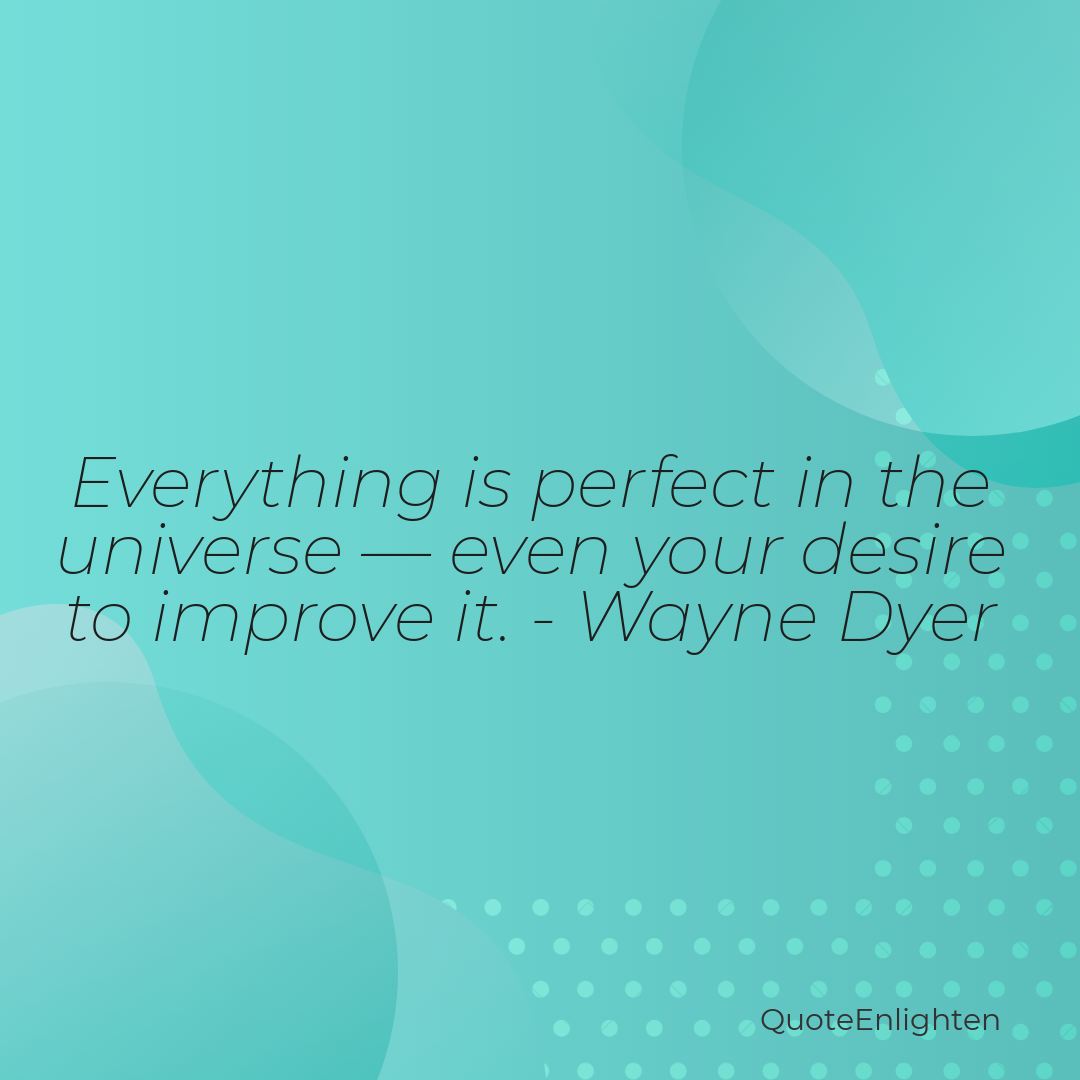 Everything is perfect in the
universe — even your desire
to improve it. - Wayne Dyer
QuoteEnlighten